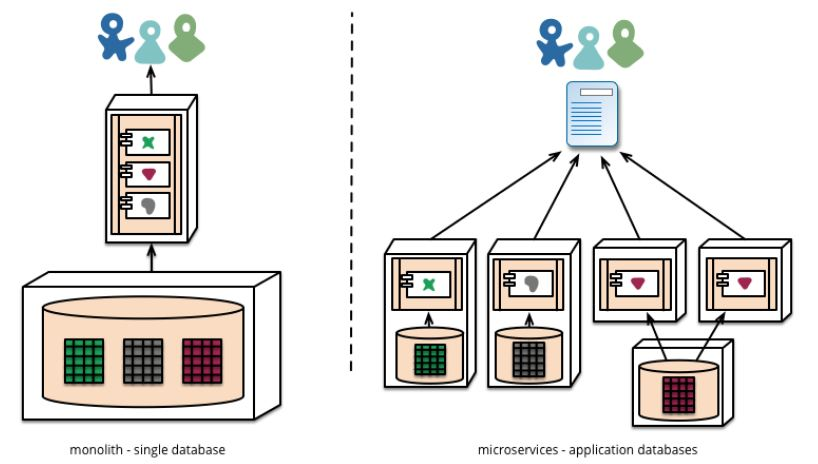 monolith - single database
microservices - application databases